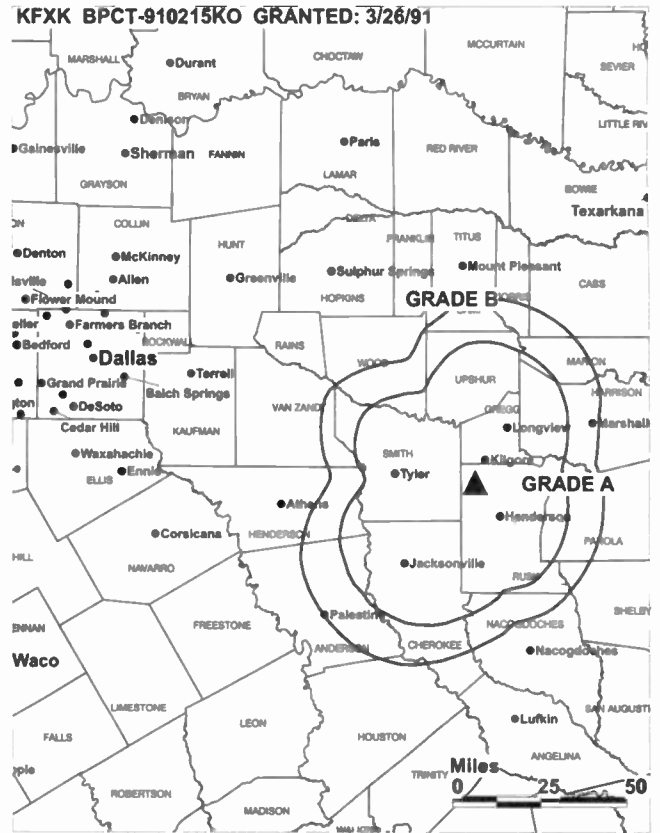 KFXK BPCT-910215KO GRANTED: 3/26/91
MCCURTAIN
MARSHALL
CHOCTAW
Durant
SEVIER
BRYAN
Denison
LITTLE RIV
Paris
Gainesville
Sherman
FANNIN
RED RIVER
LAMAR
GRAYSON
BOWIE
Texarkana
DELTA
COLLIN
FRANKLIN
TITUS
HUNT
Denton
McKinney
Sulphur Springs
Mount Pleasant
Allen
Greenville
CASS
Flower Mound
HOPKINS
GRADE B
MORRIS
Farmers Branch
ROCKWALL
Bedford
RAINS
Dallas
WOOD
MARION
Terrell
UPSHUR
Grand Prairie
Balch Springs
HARRISON
DeSoto
VAN ZAND
GREGG
Cedar Hill
Longview
Marshall
KAUFMAN
Waxahachie
SMITH
Kilgore
Ennis
Tyler
ELLIS
GRADE A
Athens
Henderson
Corsicana
HENDERSON
PANOLA
HILL
Jacksonville
NAVARRO
RUSK
Palestine
SHELBY
FREESTONE
NACOGDOCHES
ENNAN
ANDERSON
CHEROKEE
Nacogdoches
Waco
LIMESTONE
SAN AUGUSTI
LEON
Lufkin
FALLS
HOUSTON
ANGELINA
Miles
TRINITY
0 25 50
ROBERTSON
MADISON